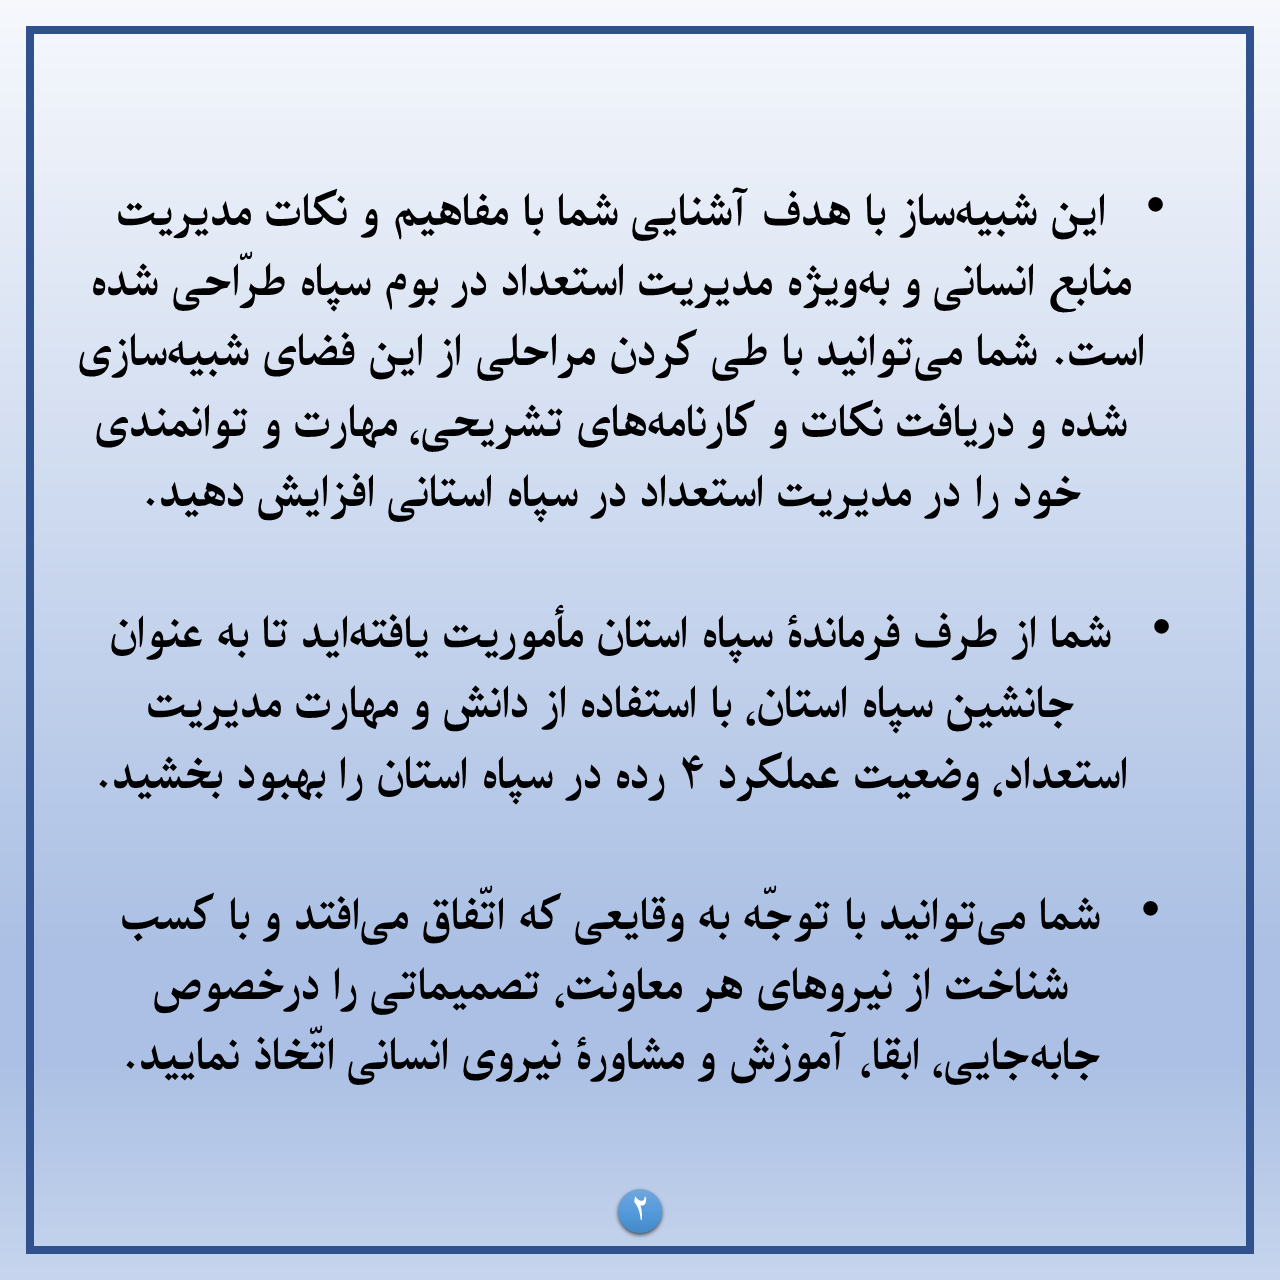 • این شبیه‌ساز با هدف آشنایی شما با مفاهیم و نکات مدیریت
منابع انسانی و به‌ویژه مدیریت استعداد در بوم سپاه طرّاحی شده
است. شما می‌توانید با طی کردن مراحلی از این فضای شبیه‌سازی
شده و دریافت نکات و کارنامه‌های تشریحی، مهارت و توانمندی
خود را در مدیریت استعداد در سپاه استانی افزایش دهید.
• شما از طرف فرماندهٔ سپاه استان مأموریت یافته‌اید تا به عنوان
جانشین سپاه استان، با استفاده از دانش و مهارت مدیریت
استعداد، وضعیت عملکرد ۴ رده در سپاه استان را بهبود بخشید.
• شما می‌توانید با توجّه به وقایعی که اتّفاق می‌افتد و با کسب
شناخت از نیروهای هر معاونت، تصمیماتی را درخصوص
جابه‌جایی، ابقا، آموزش و مشاورهٔ نیروی انسانی اتّخاذ نمایید.
۲